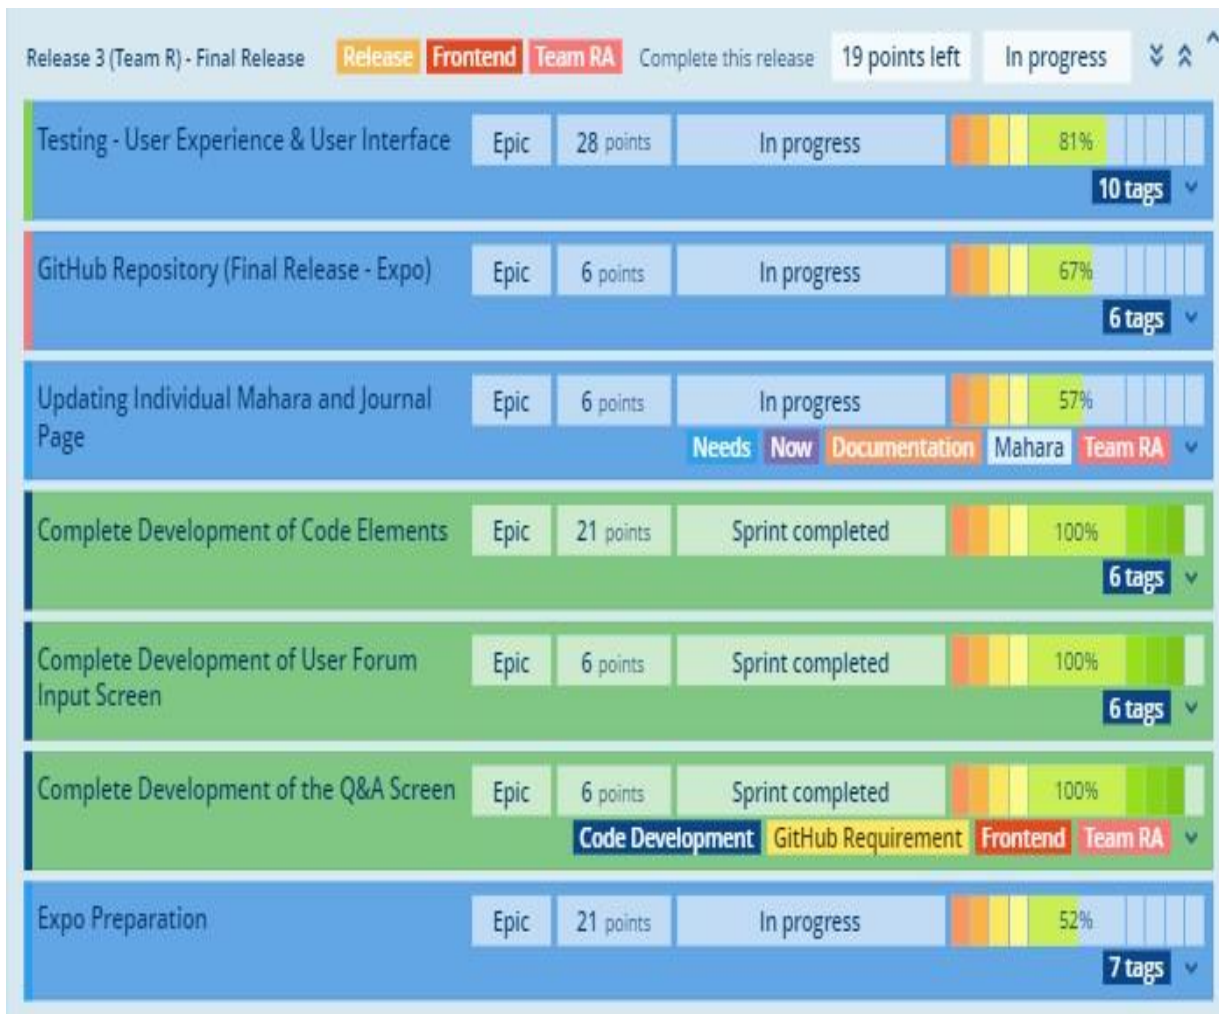 Release 3 (Team R) - Final Release Release Frontend Team RA Complete this release 19 points left In progress
Testing - User Experience & User Interface Epic 28 points In progress 81%
10 tags
GitHub Repository (Final Release - Expo) Epic 6 points In progress 67%
6 tags
Updating Individual Mahara and Journal Epic 6 points In progress 57%
Page
Needs Now Documentation Mahara Team RA
Complete Development of Code Elements Epic 21 points Sprint completed 100%
6 tags
Complete Development of User Forum Epic 6 points Sprint completed 100%
Input Screen
6 tags
Complete Development of the Q&A Screen Epic 6 points Sprint completed 100%
Code Development GitHub Requirement Frontend Team RA
Expo Preparation Epic 21 points In progress 52%
7 tags